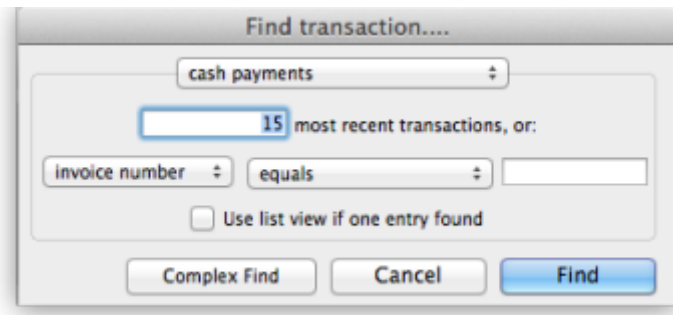 Find transaction....
cash payments
15 most recent transactions, or:
invoice number equals
Use list view if one entry found
Complex Find Cancel Find